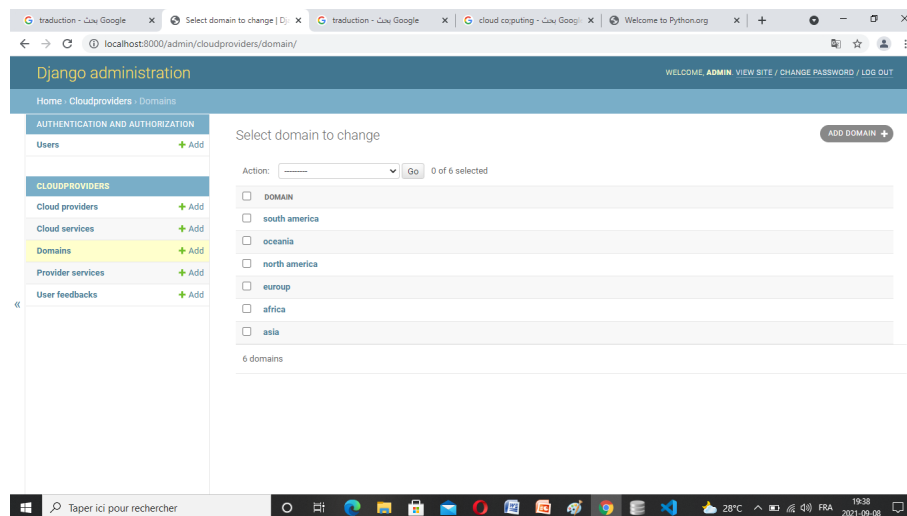 traduction - بحث Google
Select domain to change | Dj
traduction - بحث Google
cloud co;puting - بحث Googl
Welcome to Python.org
localhost:8000/admin/cloudproviders/domain/
Django administration
WELCOME, ADMIN. VIEW SITE / CHANGE PASSWORD / LOG OUT
Home › Cloudproviders › Domains
AUTHENTICATION AND AUTHORIZATION
Users + Add
CLOUDPROVIDERS
Cloud providers + Add
Cloud services + Add
Domains + Add
Provider services + Add
User feedbacks + Add
«
Select domain to change
ADD DOMAIN +
Action: --------- Go 0 of 6 selected
DOMAIN
south america
oceania
north america
euroup
africa
asia
6 domains
Taper ici pour rechercher
28°C
FRA
19:38
2021-09-08